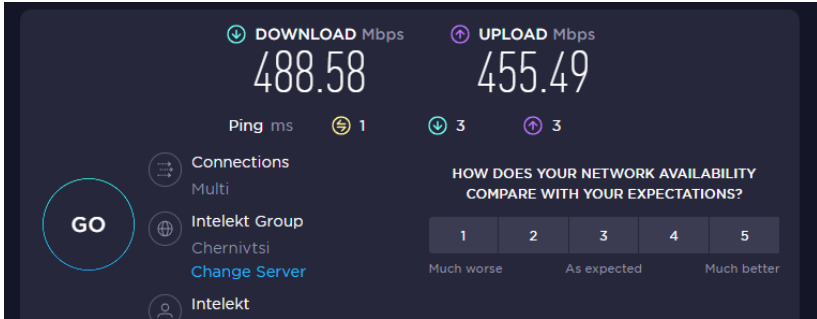 DOWNLOAD Mbps
488.58
UPLOAD Mbps
455.49
Ping ms 1 3 3
Connections
Multi
GO
Intelekt Group
Chernivtsi
Change Server
Intelekt
HOW DOES YOUR NETWORK AVAILABILITY
COMPARE WITH YOUR EXPECTATIONS?
1 2 3 4 5
Much worse As expected Much better